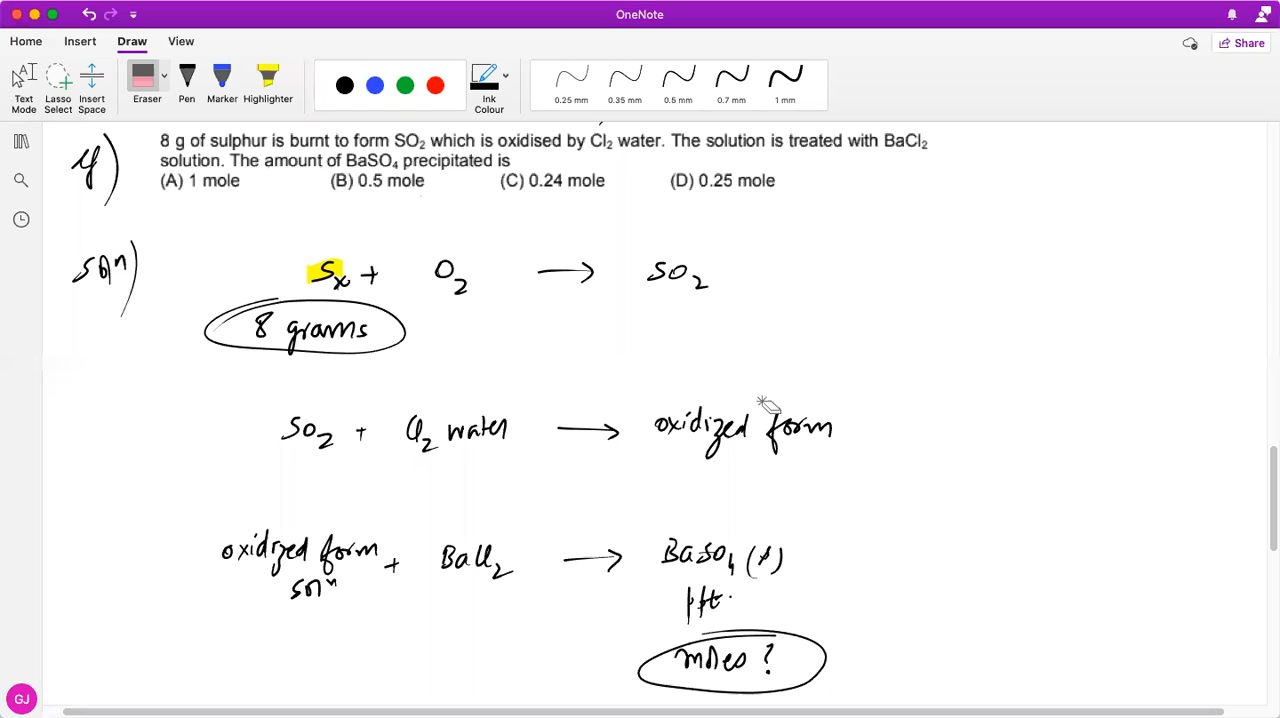 OneNote
Home Insert Draw View
Share
Text Mode
Lasso Select
Insert Space
Eraser
Pen
Marker
Highlighter
Ink Colour
0.25 mm
0.35 mm
0.5 mm
0.7 mm
1 mm
4)
8 g of sulphur is burnt to form SO2 which is oxidised by Cl2 water. The solution is treated with BaCl2
solution. The amount of BaSO4 precipitated is
(A) 1 mole (B) 0.5 mole (C) 0.24 mole (D) 0.25 mole
soln)
Sx + O2 → SO2
8 grams
SO2 + Cl2 water → oxidized form
oxidized form + BaCl2 → BaSO4 (s)
soln
ppt.
moles ?
GJ